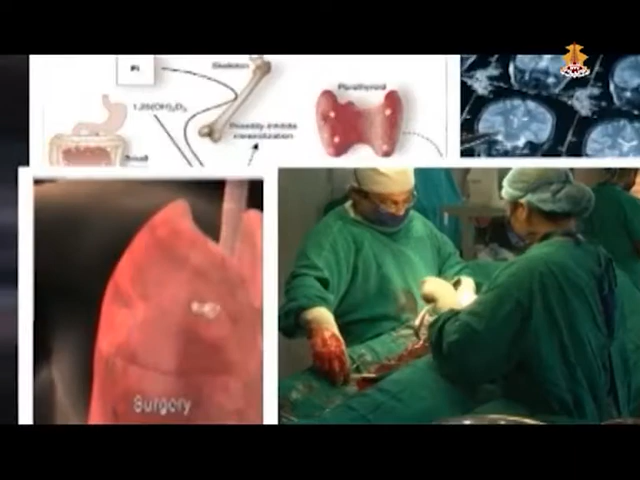 Pi
Skeleton
1,25(OH)₂D₃
Parathyroid
Possibly inhibits
mineralization
Small
Surgery